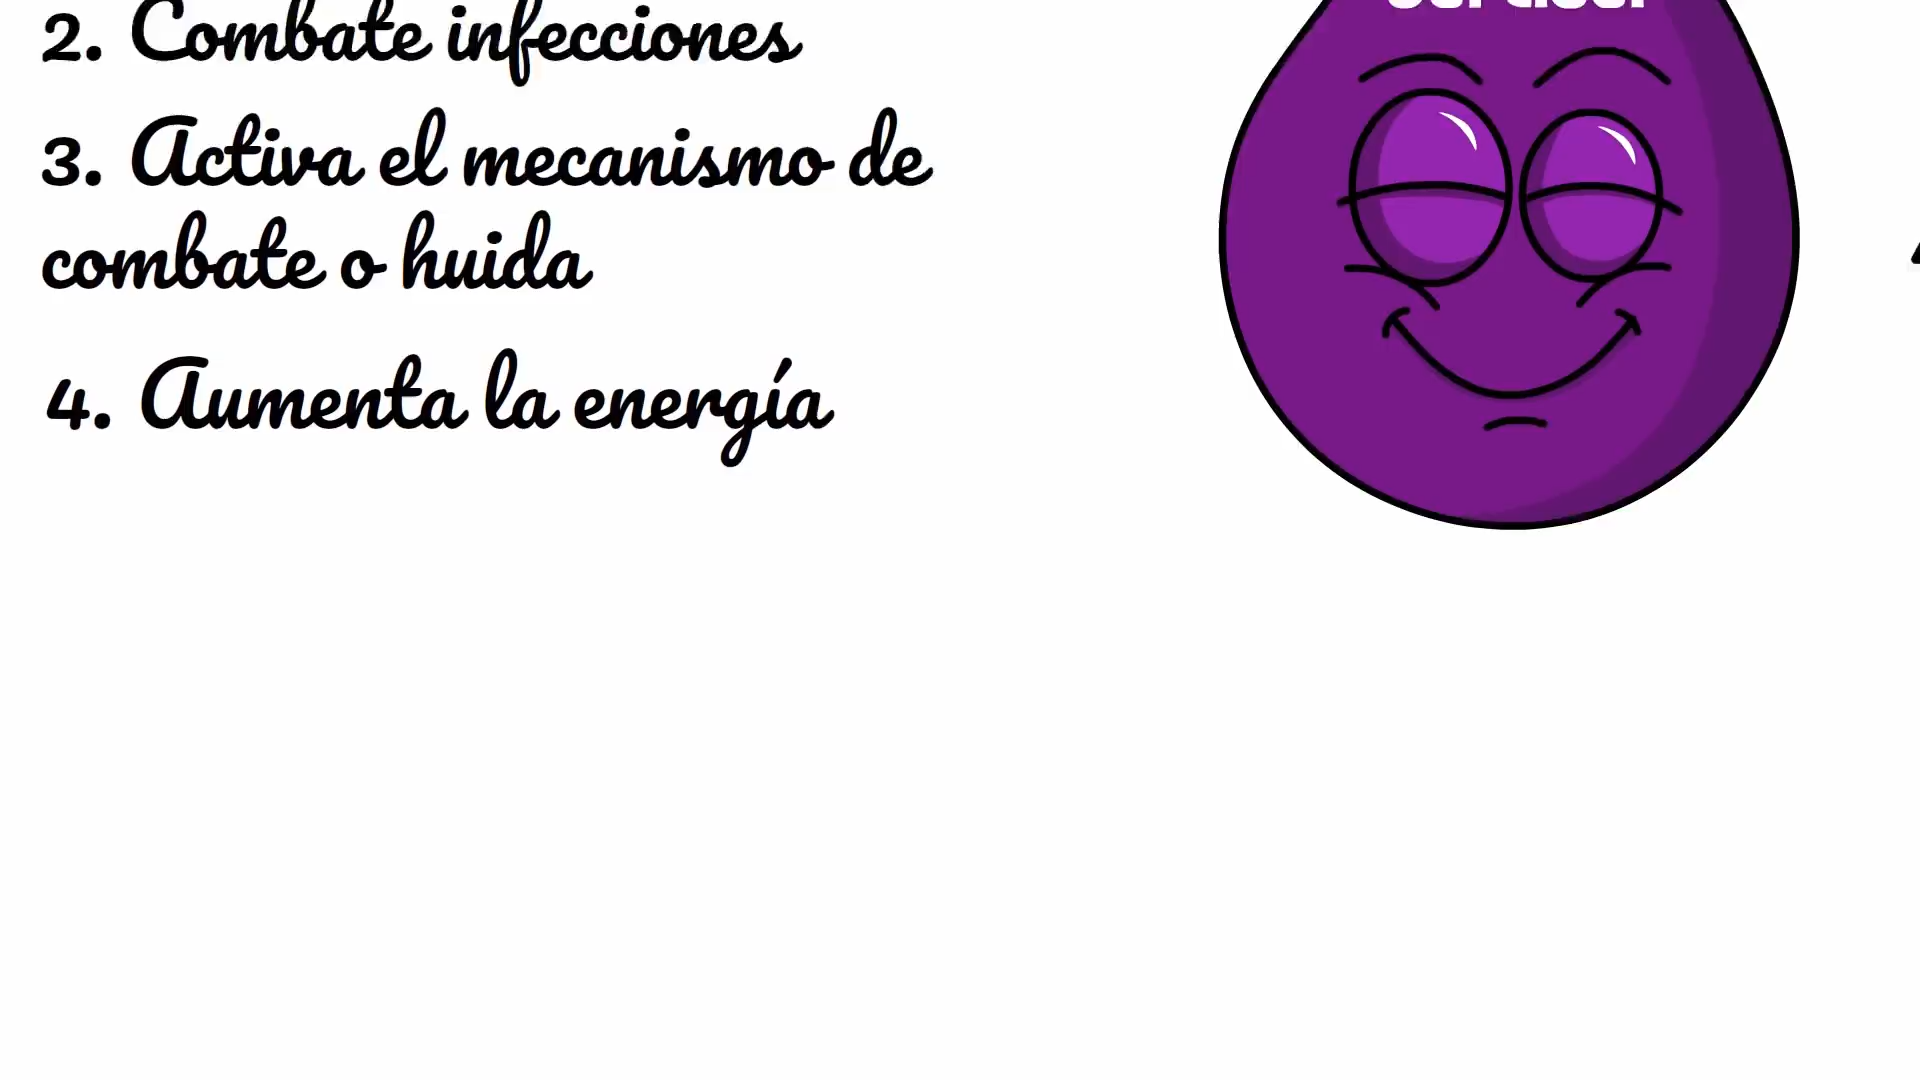 2. Combate infecciones
3. Activa el mecanismo de
combate o huida
4. Aumenta la energía